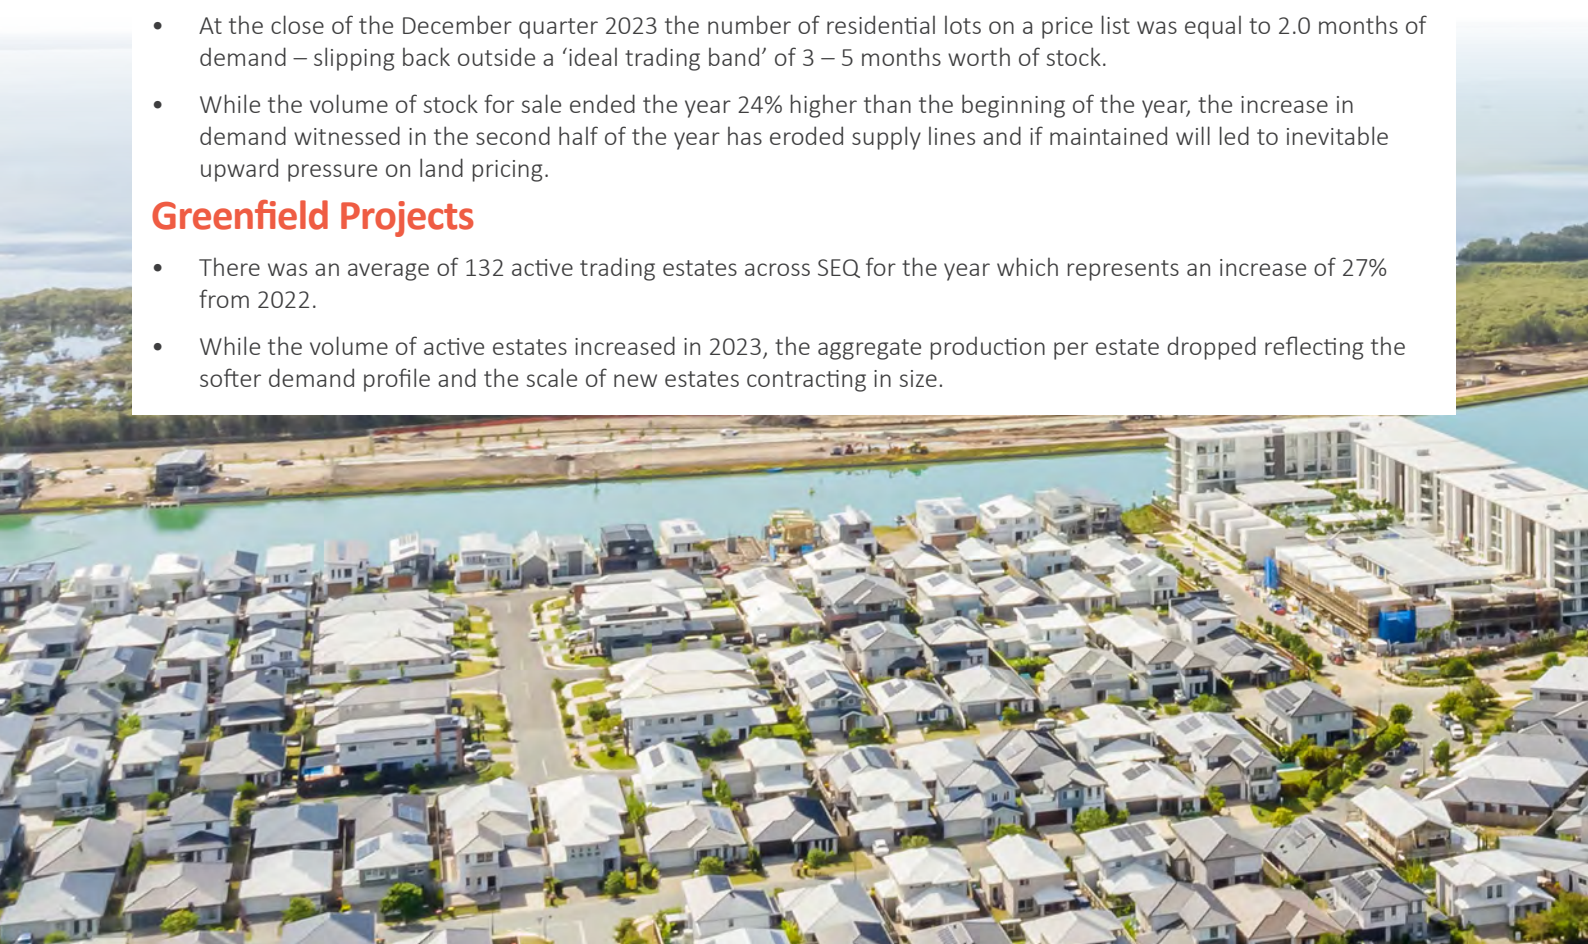 • At the close of the December quarter 2023 the number of residential lots on a price list was equal to 2.0 months of
demand – slipping back outside a ‘ideal trading band’ of 3 – 5 months worth of stock.
• While the volume of stock for sale ended the year 24% higher than the beginning of the year, the increase in
demand witnessed in the second half of the year has eroded supply lines and if maintained will led to inevitable
upward pressure on land pricing.
Greenfield Projects
• There was an average of 132 active trading estates across SEQ for the year which represents an increase of 27%
from 2022.
• While the volume of active estates increased in 2023, the aggregate production per estate dropped reflecting the
softer demand profile and the scale of new estates contracting in size.